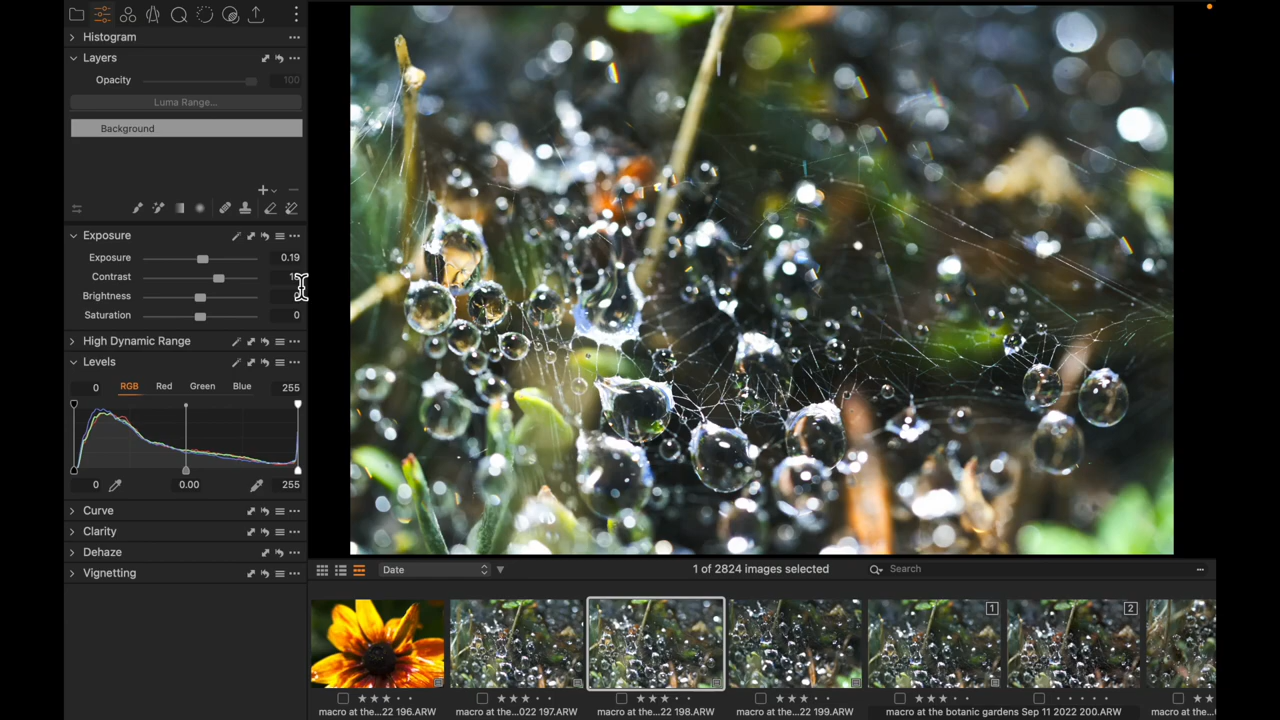 Histogram
Layers
Opacity 100
Luma Range...
Background
Exposure
Exposure 0.19
Contrast
Brightness
Saturation 0
High Dynamic Range
Levels
0 RGB Red Green Blue 255
0 0.00 255
Curve
Clarity
Dehaze
Vignetting
Date 1 of 2824 images selected Search
1 2
macro at the...22 196.ARW macro at the...022 197.ARW macro at the...22 198.ARW macro at the...22 199.ARW macro at the botanic gardens Sep 11 2022 200.ARW macro at the